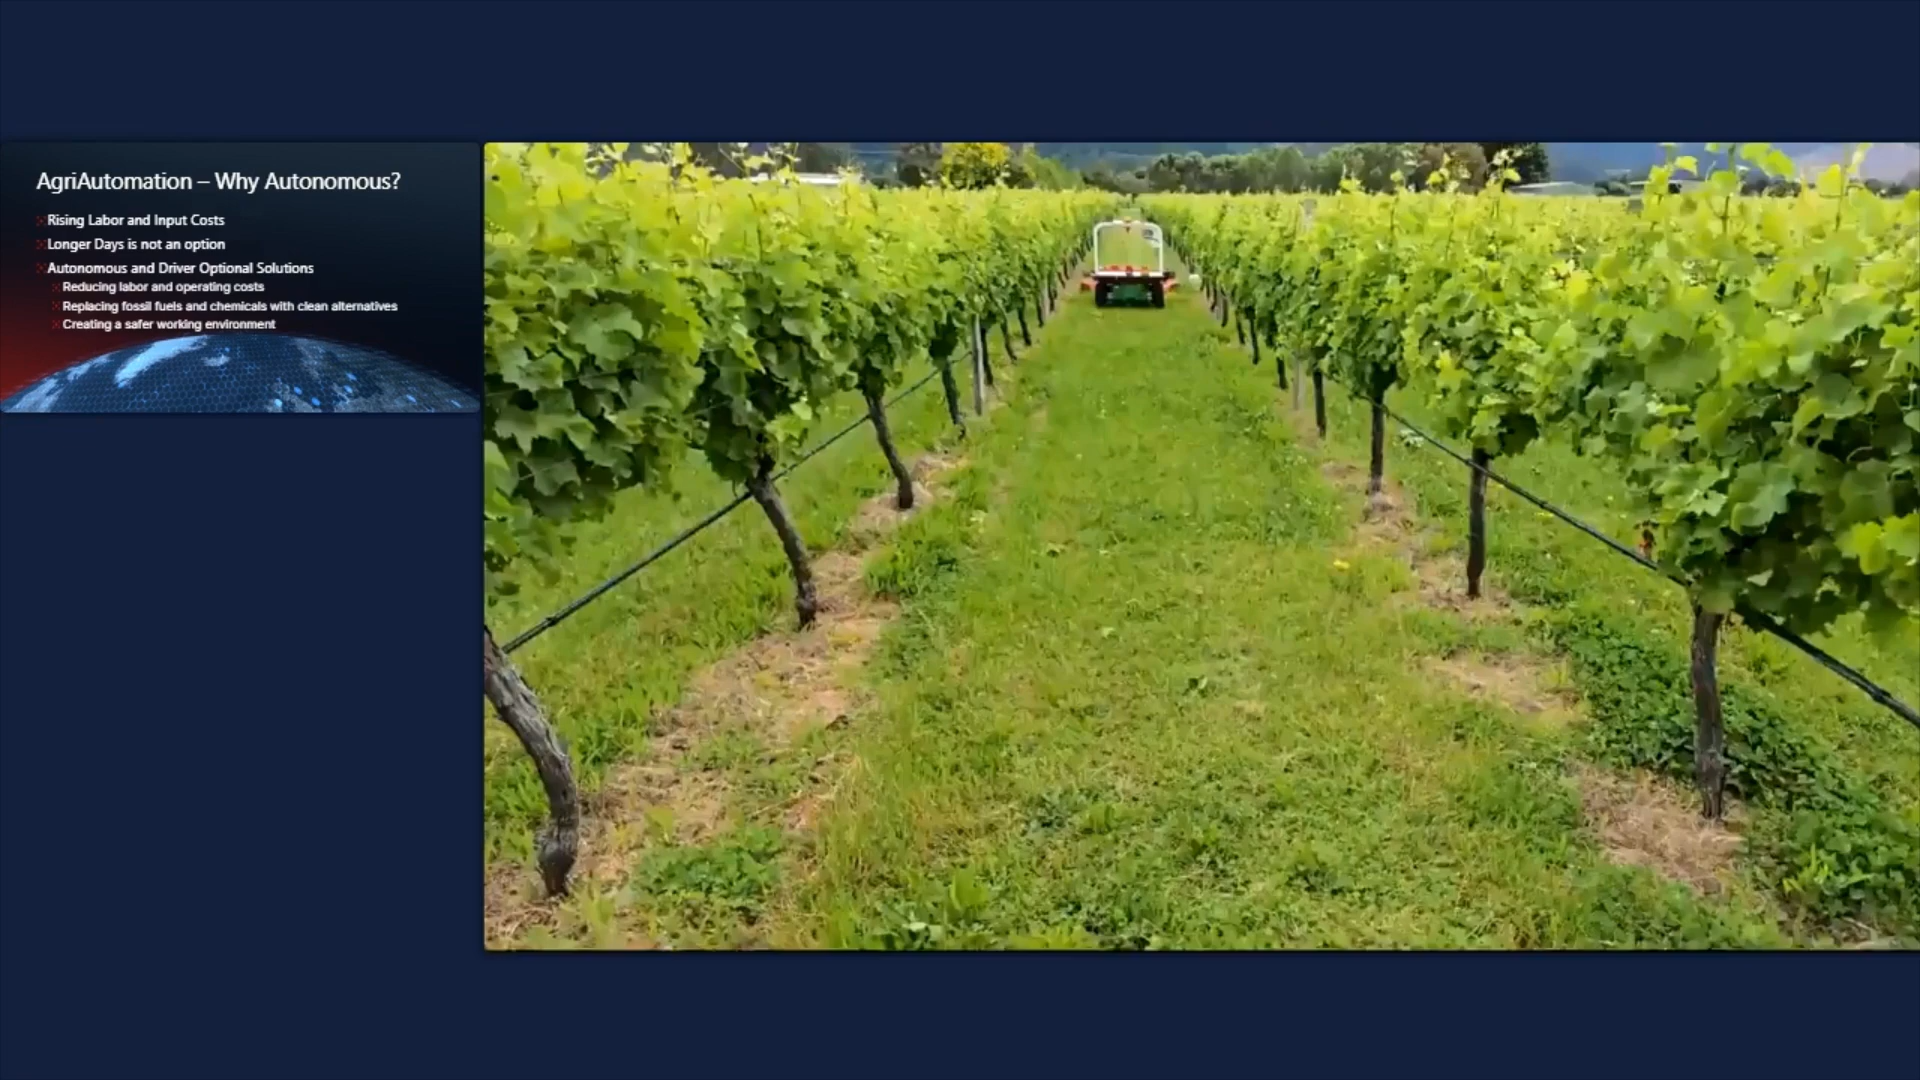 AgriAutomation – Why Autonomous?
Rising Labor and Input Costs
Longer Days is not an option
Autonomous and Driver Optional Solutions
Reducing labor and operating costs
Replacing fossil fuels and chemicals with clean alternatives
Creating a safer working environment